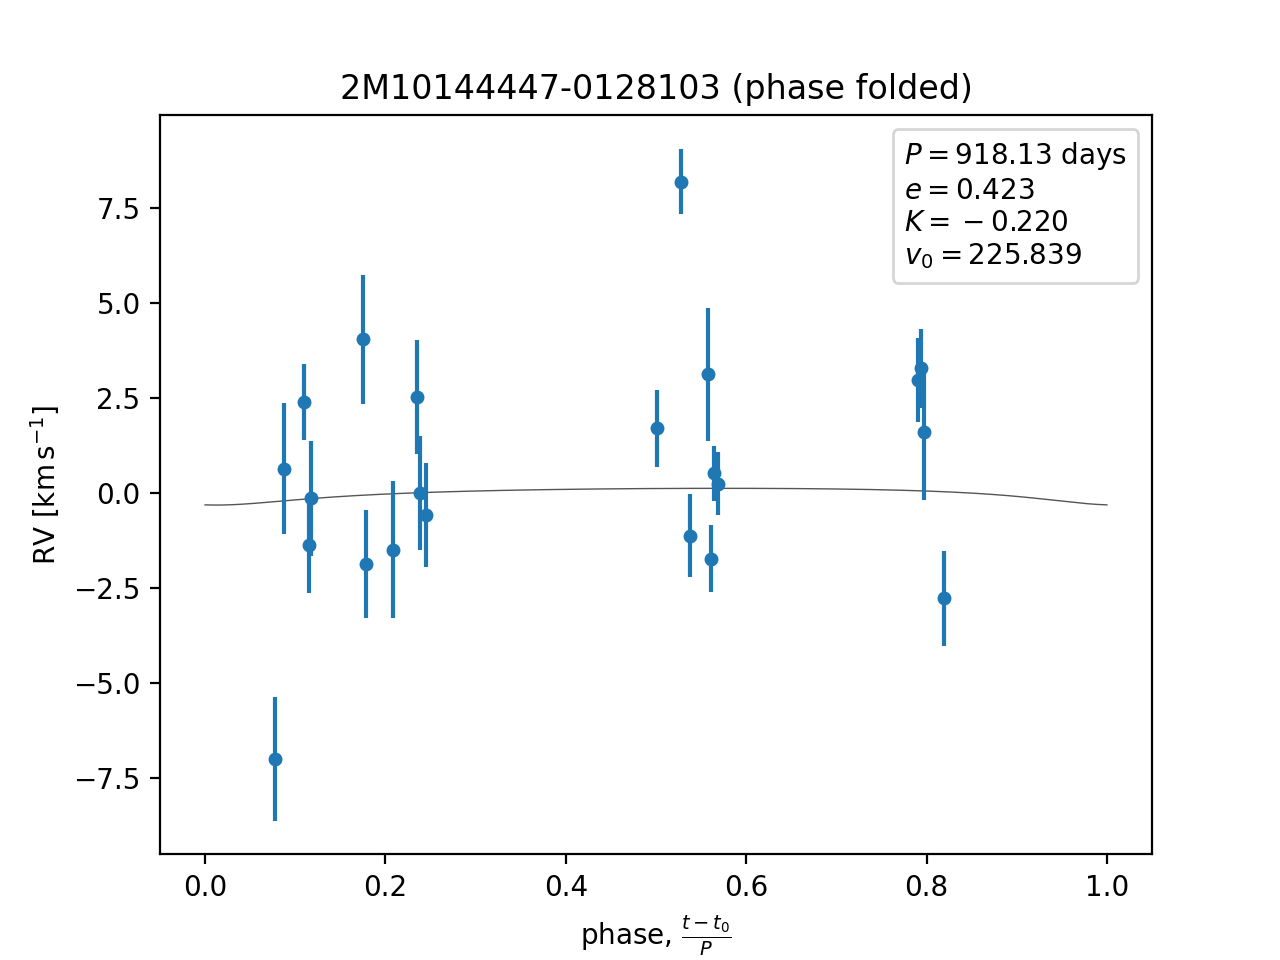 2M10144447-0128103 (phase folded)
P = 918.13 days
e = 0.423
K = −0.220
v₀ = 225.839
RV [km s⁻¹]
7.5
5.0
2.5
0.0
−2.5
−5.0
−7.5
0.0 0.2 0.4 0.6 0.8 1.0
phase, (t − t₀)/P